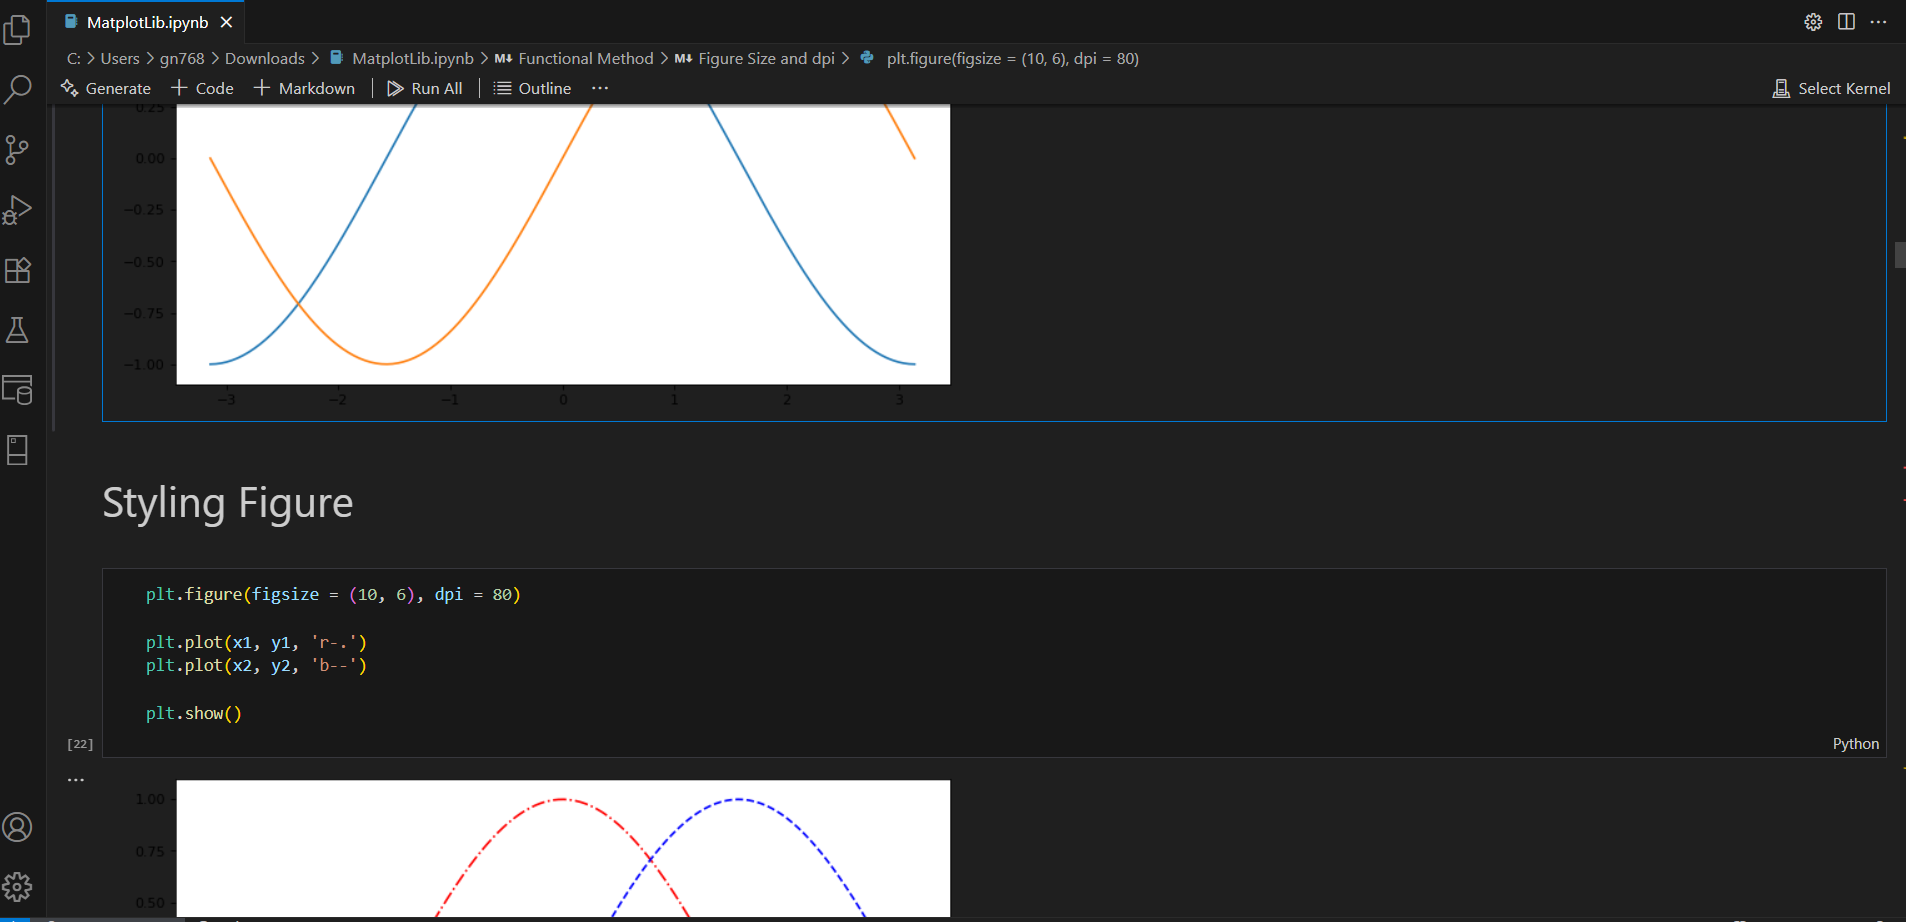 MatplotLib.ipynb
C: > Users > gn768 > Downloads > MatplotLib.ipynb > M↓ Functional Method > M↓ Figure Size and dpi > plt.figure(figsize = (10, 6), dpi = 80)
Generate + Code + Markdown Run All Outline ... Select Kernel
0.25
0.00
−0.25
−0.50
−0.75
−1.00
−3 −2 −1 0 1 2 3
Styling Figure
plt.figure(figsize = (10, 6), dpi = 80)
plt.plot(x1, y1, 'r-.')
plt.plot(x2, y2, 'b--')
plt.show()
[22] Python
...
1.00
0.75
0.50